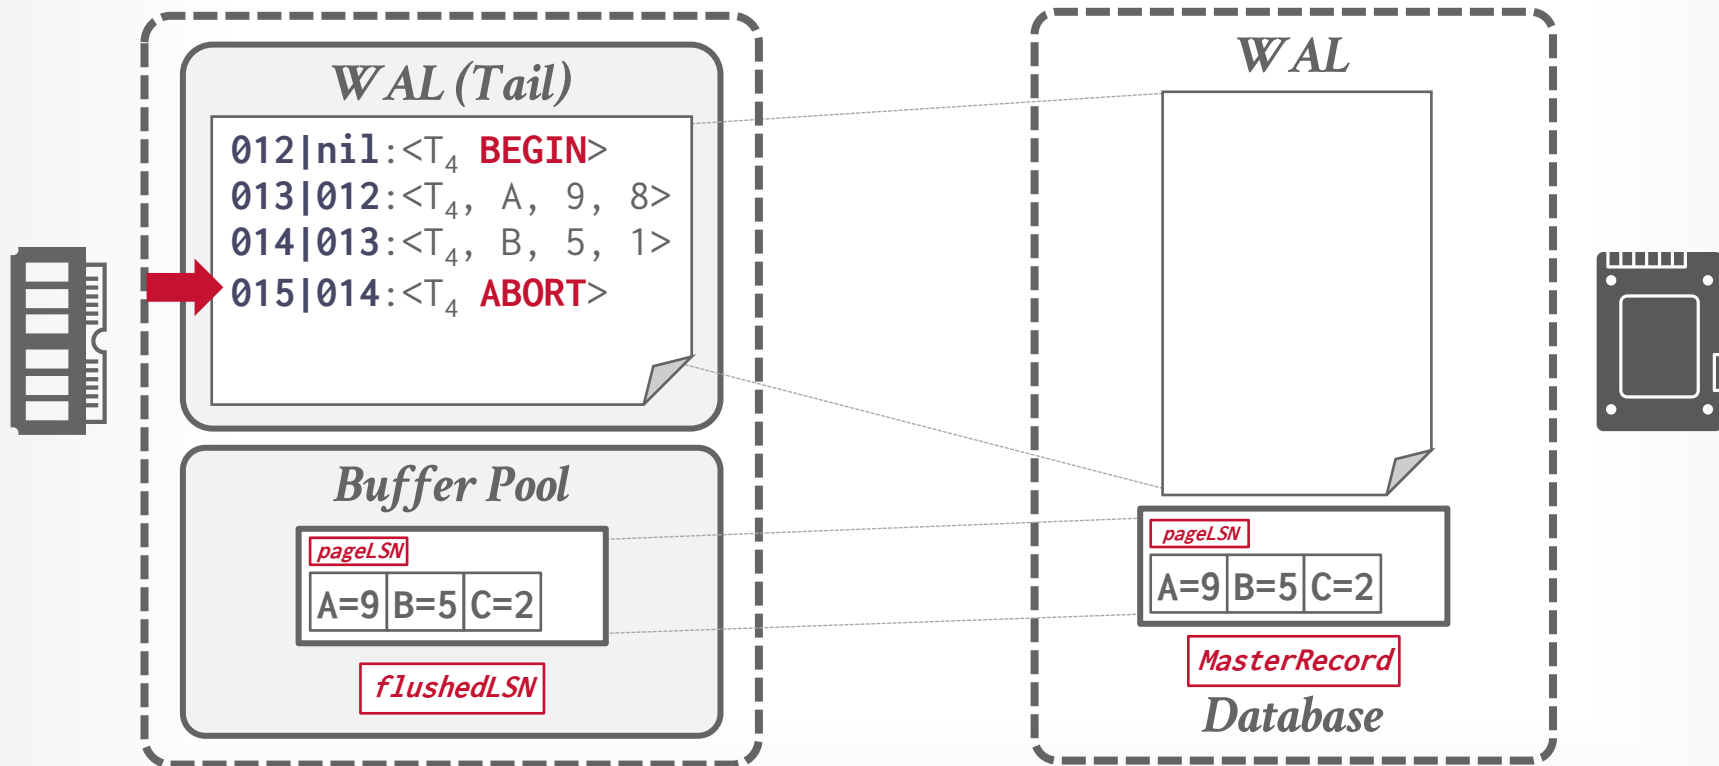 WAL (Tail)
012|nil:<T4 BEGIN>
013|012:<T4, A, 9, 8>
014|013:<T4, B, 5, 1>
015|014:<T4 ABORT>
Buffer Pool
pageLSN
A=9 B=5 C=2
flushedLSN
WAL
pageLSN
A=9 B=5 C=2
MasterRecord
Database